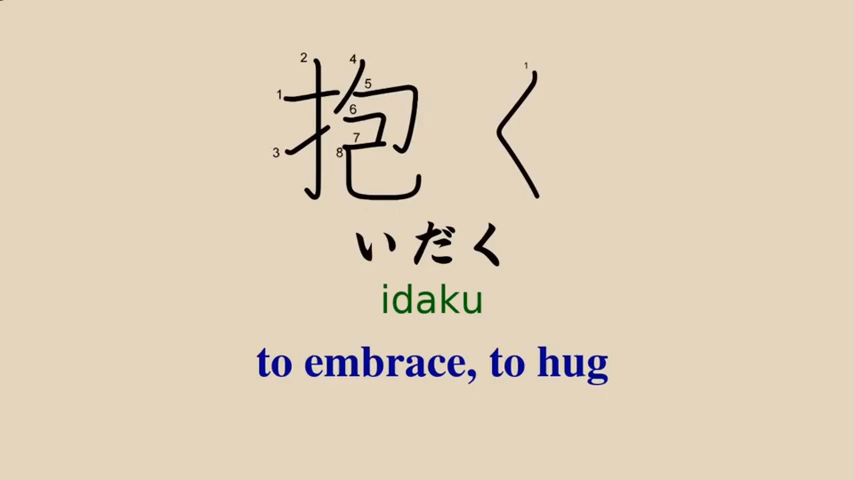 抱く
いだく
idaku
to embrace, to hug